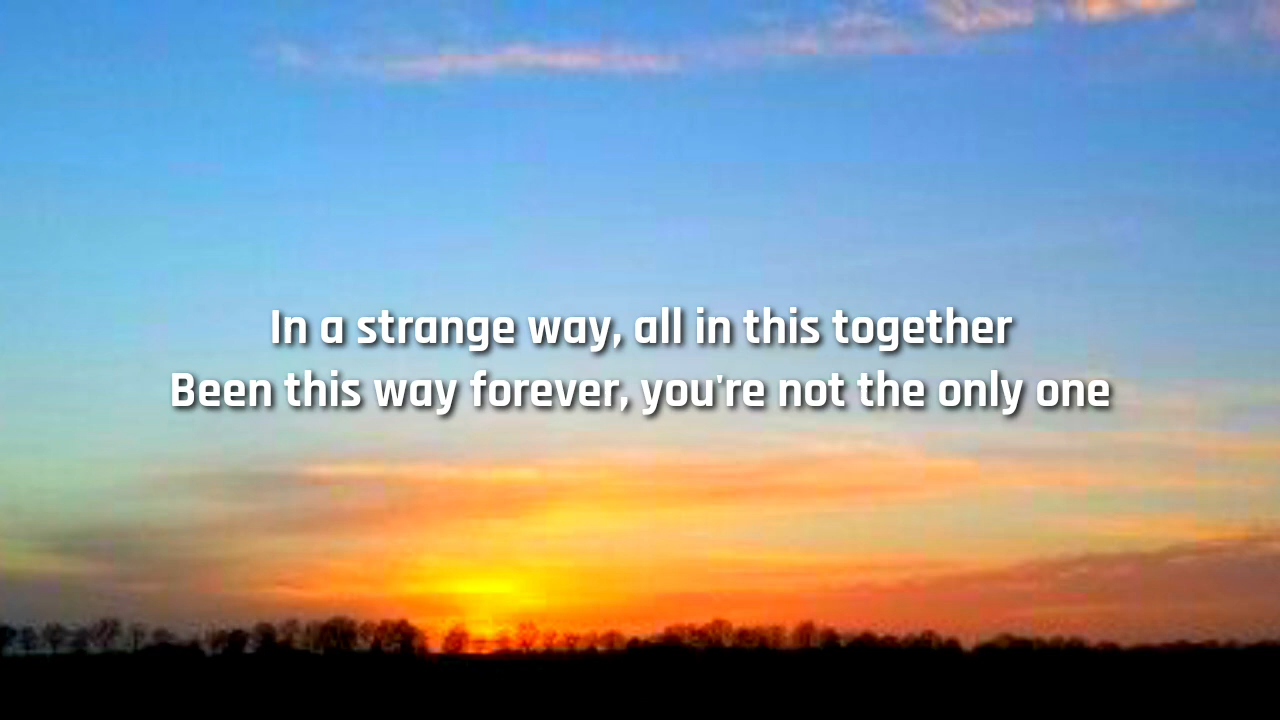 In a strange way, all in this together
Been this way forever, you're not the only one